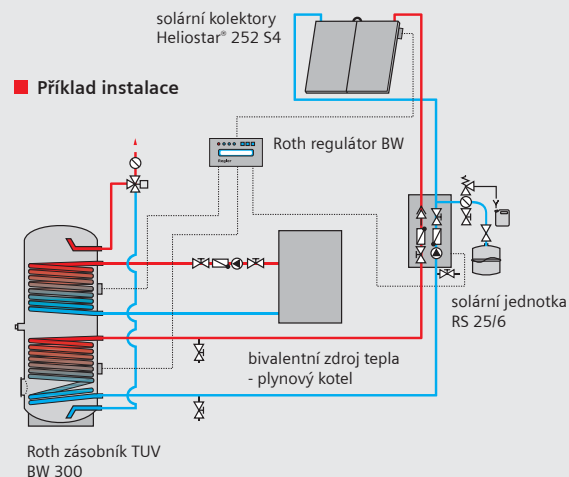 solární kolektory
Heliostar® 252 S4
Příklad instalace
Roth regulátor BW
Regler
solární jednotka
RS 25/6
bivalentní zdroj tepla
- plynový kotel
Roth zásobník TUV
BW 300